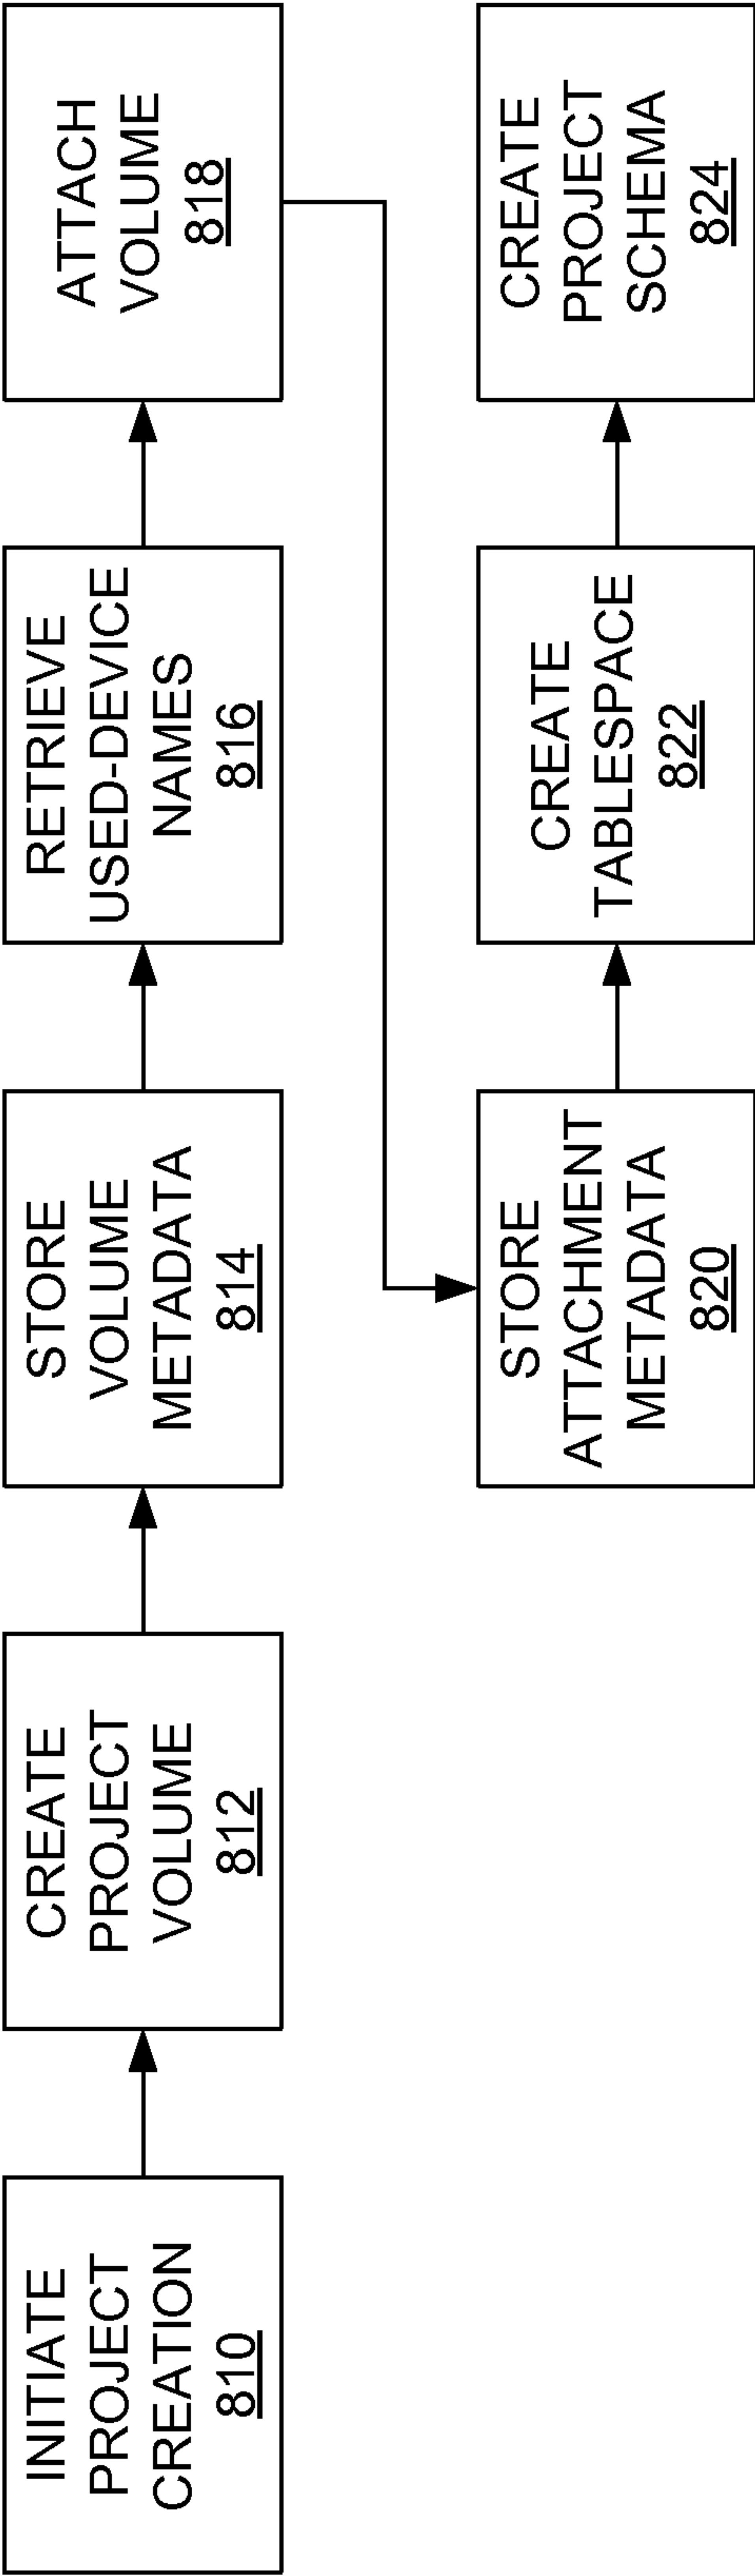 INITIATE
PROJECT
CREATION
810
CREATE
PROJECT
VOLUME
812
STORE
VOLUME
METADATA
814
RETRIEVE
USED-DEVICE
NAMES
816
ATTACH
VOLUME
818
STORE
ATTACHMENT
METADATA
820
CREATE
TABLESPACE
822
CREATE
PROJECT
SCHEMA
824